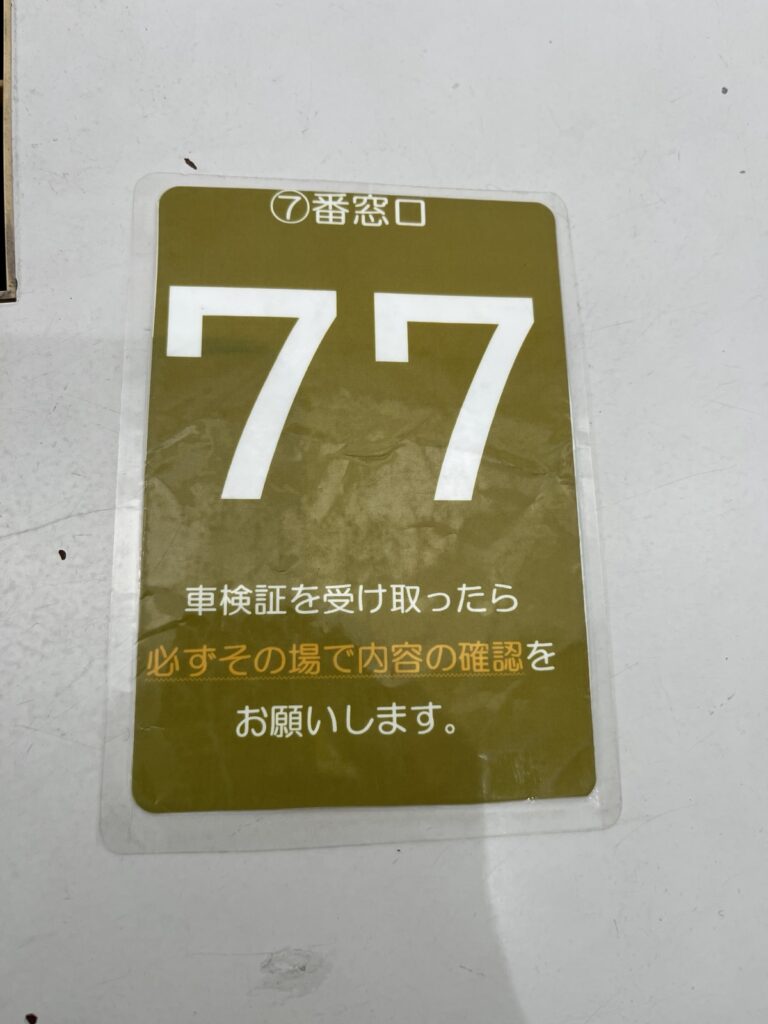 ⑦番窓口
77
車検証を受け取ったら
必ずその場で内容の確認を
お願いします。